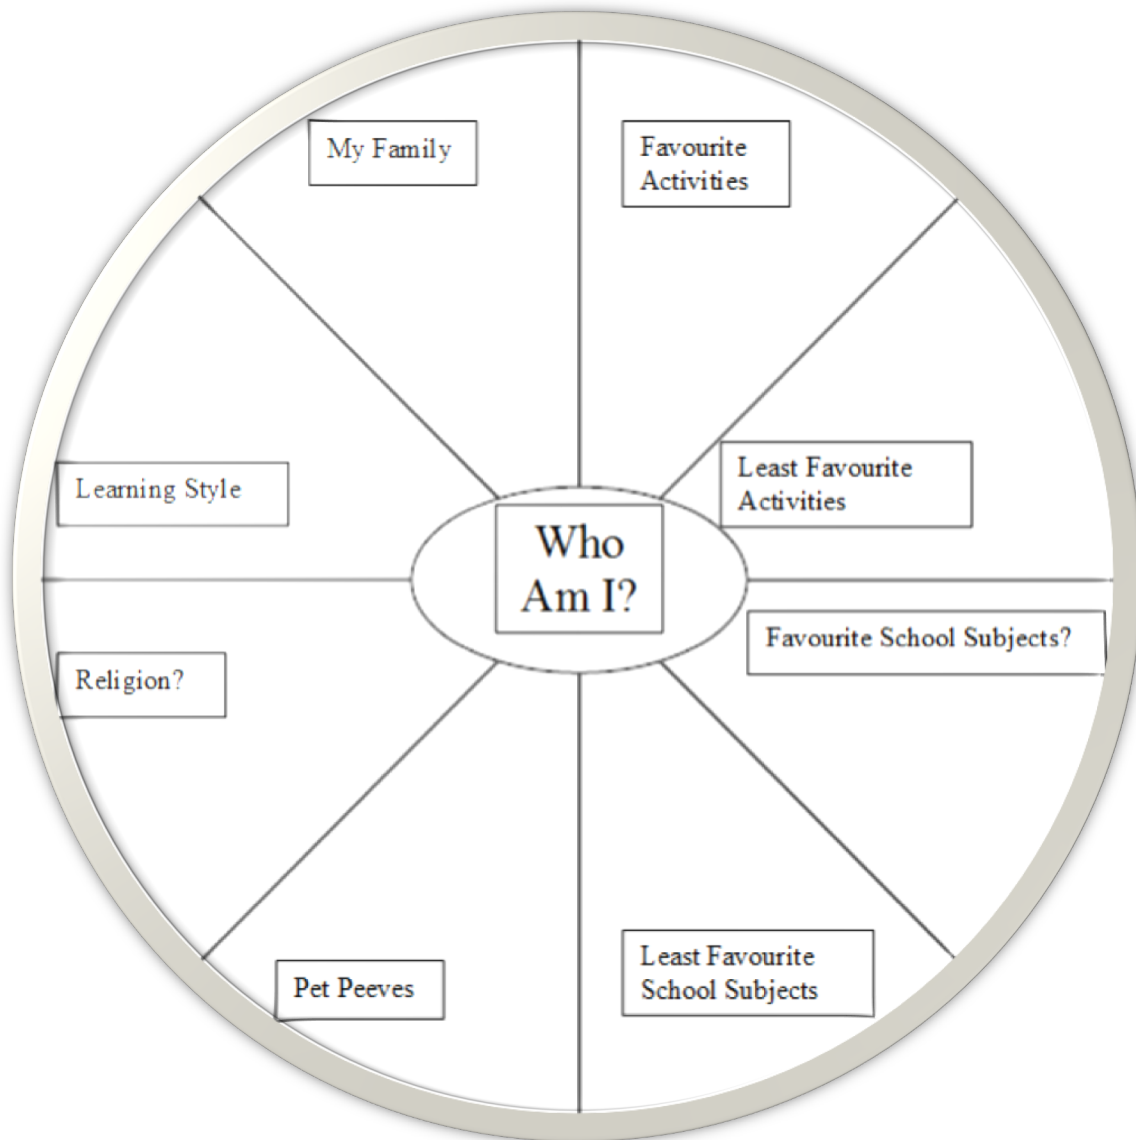 My Family
Favourite
Activities
Learning Style
Least Favourite
Activities
Who
Am I?
Favourite School Subjects?
Religion?
Pet Peeves
Least Favourite
School Subjects